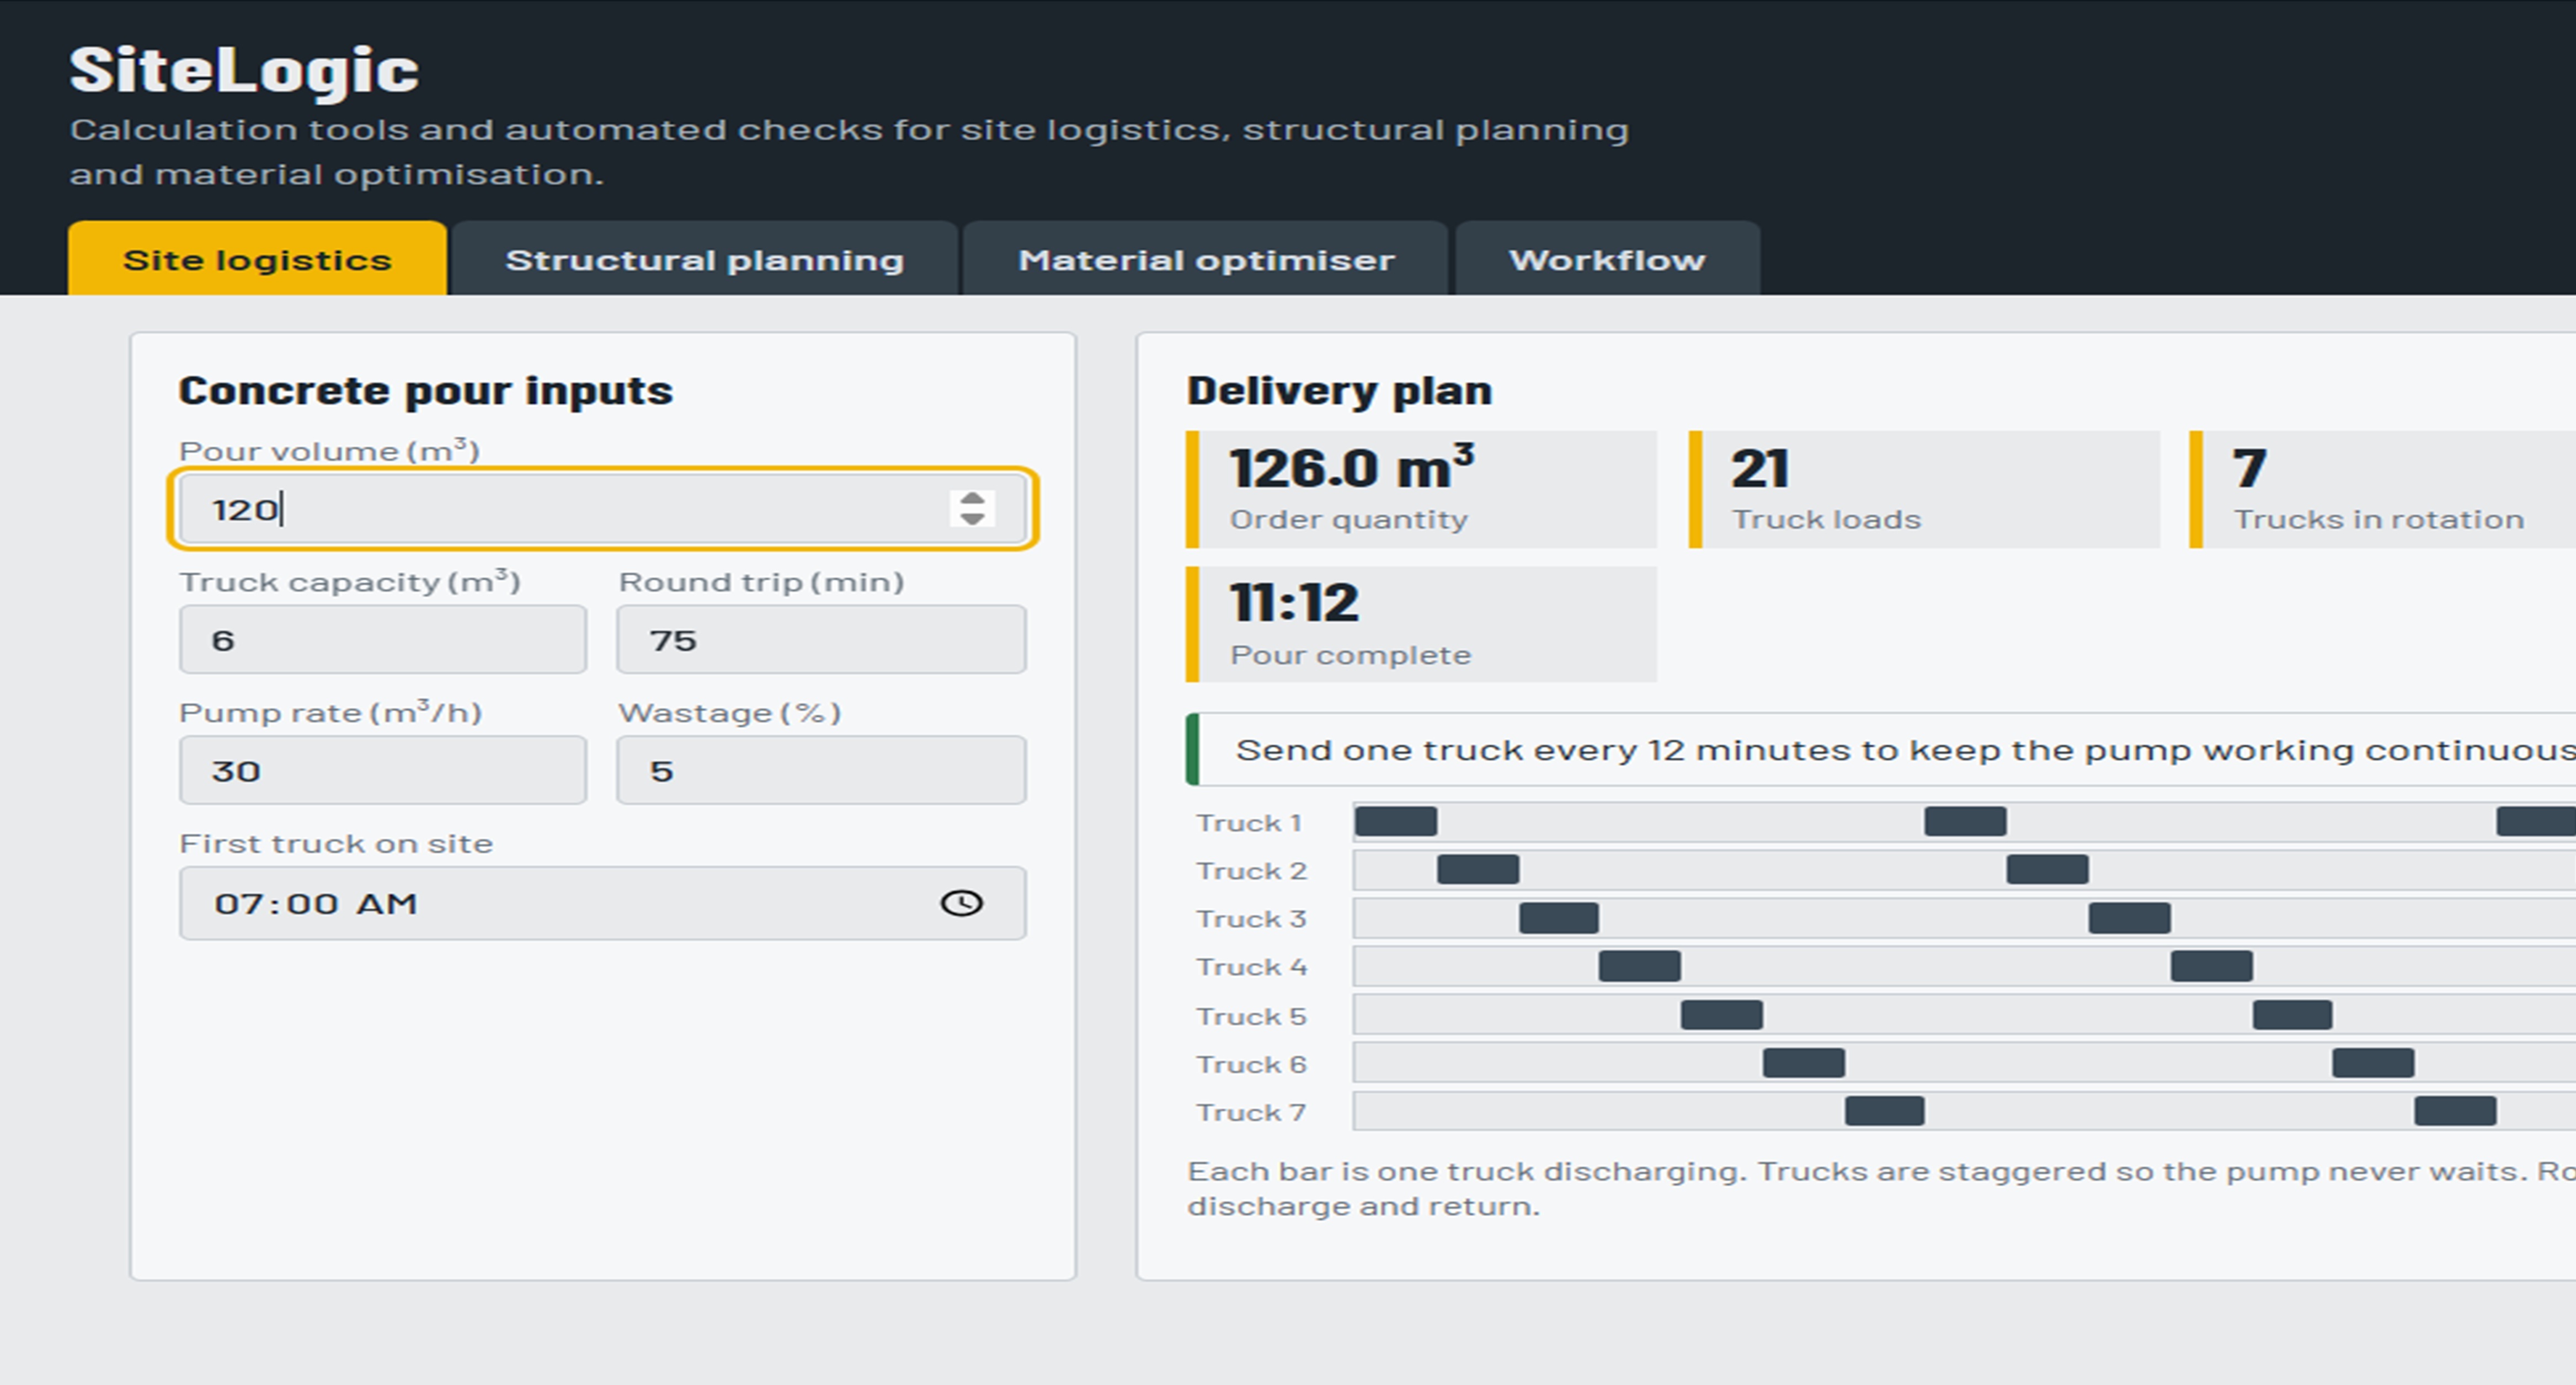 SiteLogic
Calculation tools and automated checks for site logistics, structural planning
and material optimisation.
Site logistics
Structural planning
Material optimiser
Workflow
Concrete pour inputs
Pour volume (m³)
120
Truck capacity (m³)
Round trip (min)
6
75
Pump rate (m³/h)
Wastage (%)
30
5
First truck on site
07:00 AM
Delivery plan
126.0 m³
Order quantity
21
Truck loads
7
Trucks in rotation
11:12
Pour complete
Send one truck every 12 minutes to keep the pump working continuous
Truck 1
Truck 2
Truck 3
Truck 4
Truck 5
Truck 6
Truck 7
Each bar is one truck discharging. Trucks are staggered so the pump never waits. Ro
discharge and return.